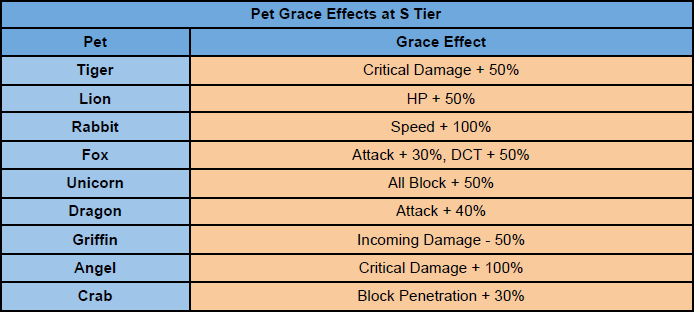 Pet Grace Effects at S Tier
Pet Grace Effect
Tiger Critical Damage + 50%
Lion HP + 50%
Rabbit Speed + 100%
Fox Attack + 30%, DCT + 50%
Unicorn All Block + 50%
Dragon Attack + 40%
Griffin Incoming Damage - 50%
Angel Critical Damage + 100%
Crab Block Penetration + 30%